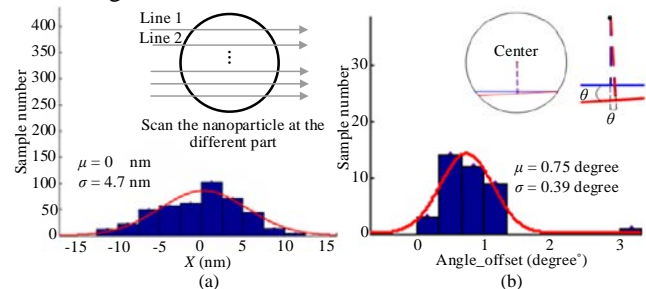 (a)
450
400
350
300
250
200
150
100
50
0
Sample number
Line 1
Line 2
Scan the nanoparticle at the
different part
μ = 0 nm
σ = 4.7 nm
-15 -10 -5 0 5 10 15
X (nm)
(a)
(b)
30
20
10
0
Sample number
Center
θ
θ
μ = 0.75 degree
σ = 0.39 degree
0 1 2 3
Angle_offset (degree°)
(b)